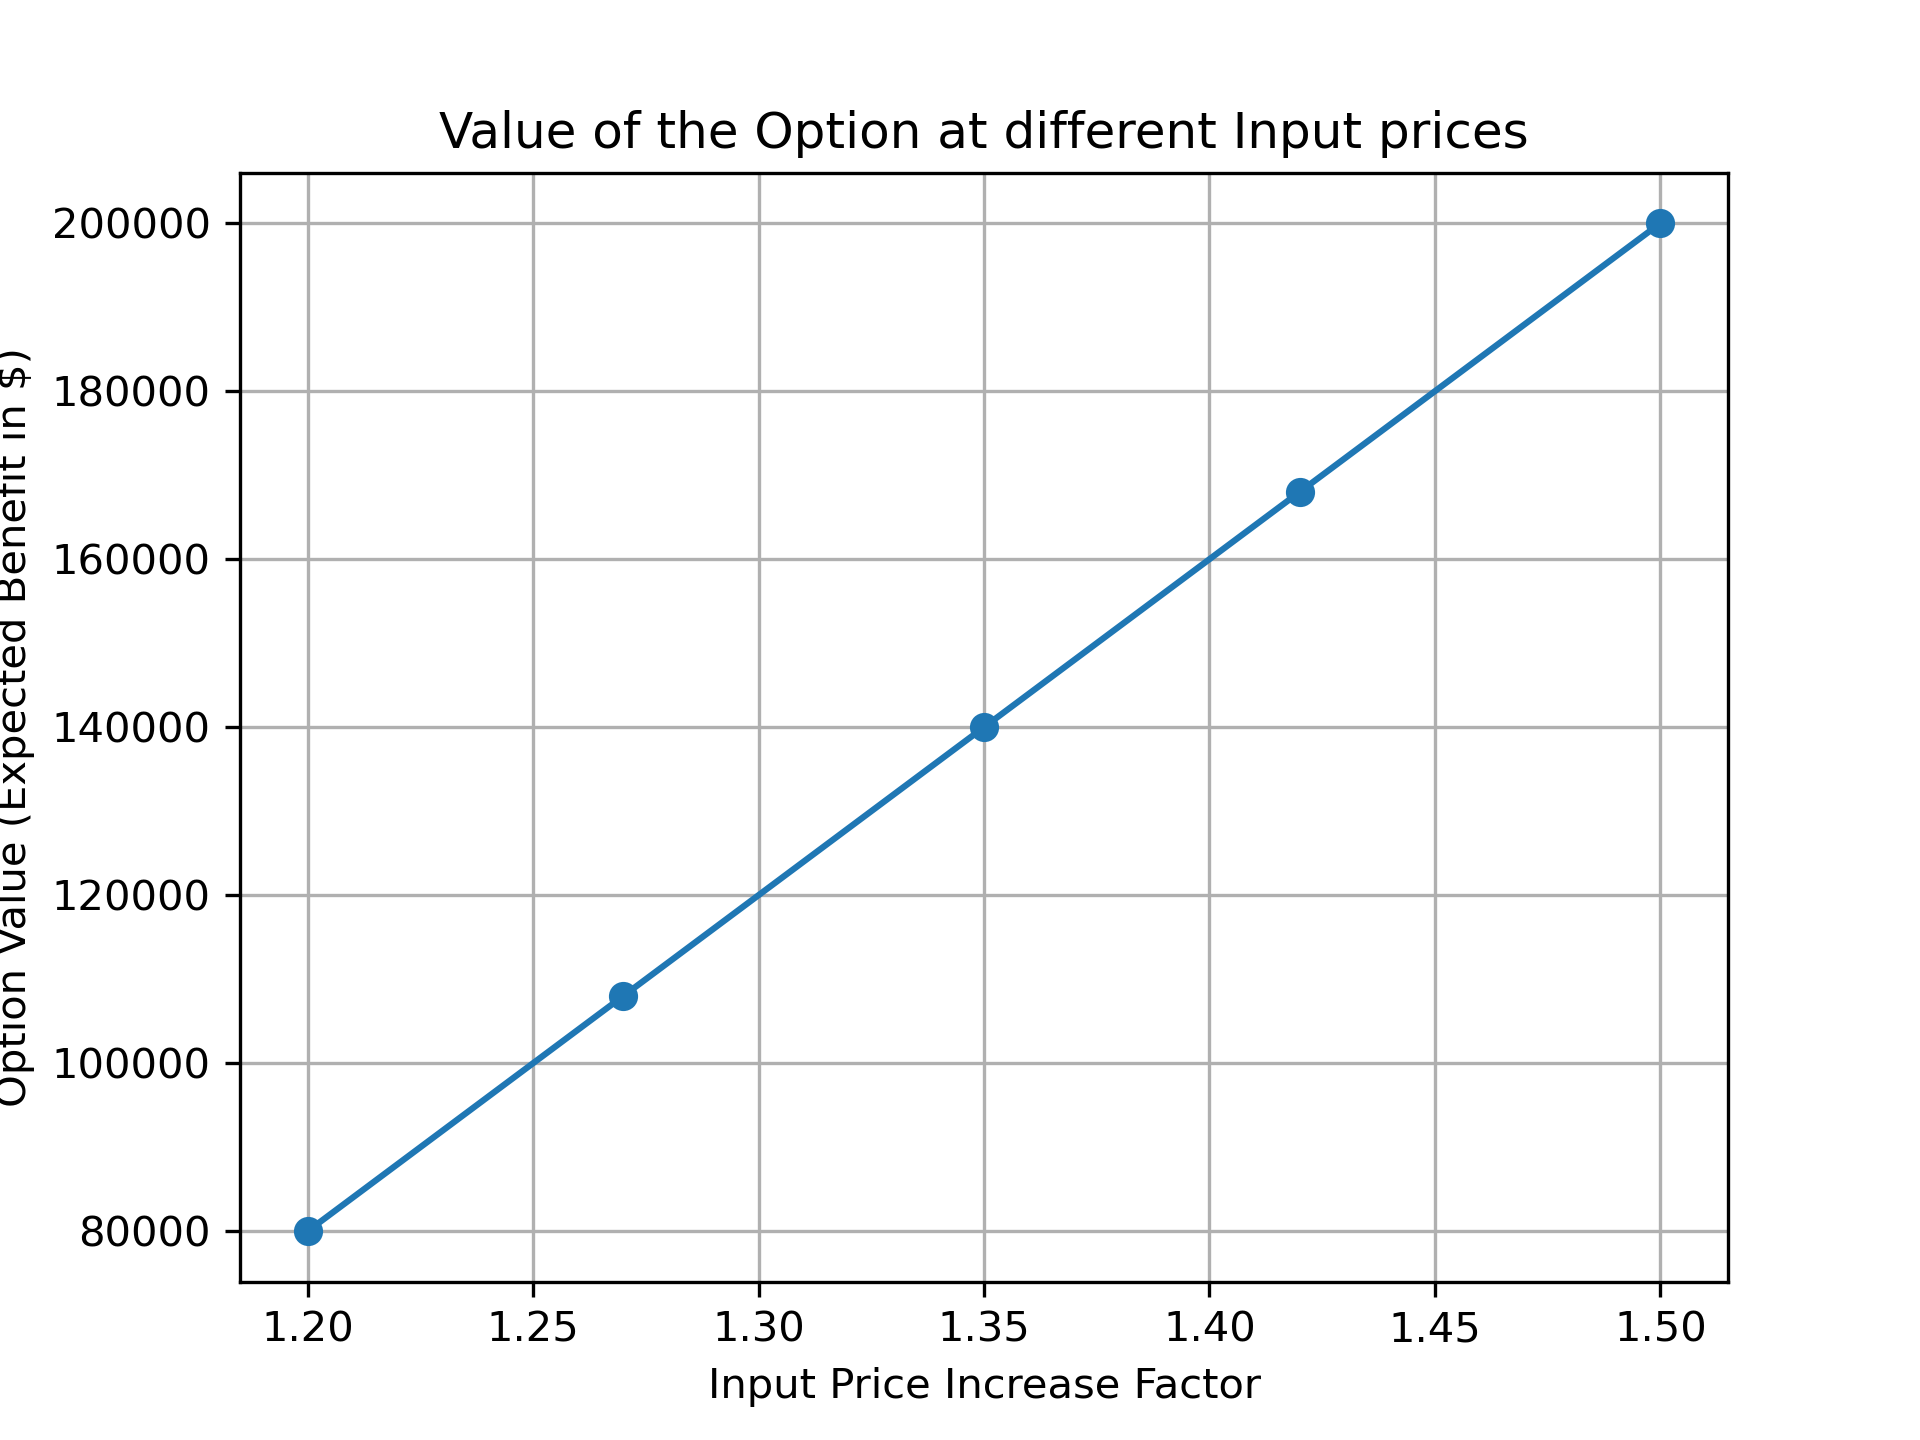 Value of the Option at different Input prices
Option Value (Expected Benefit in $)
200000
180000
160000
140000
120000
100000
80000
1.20 1.25 1.30 1.35 1.40 1.45 1.50
Input Price Increase Factor